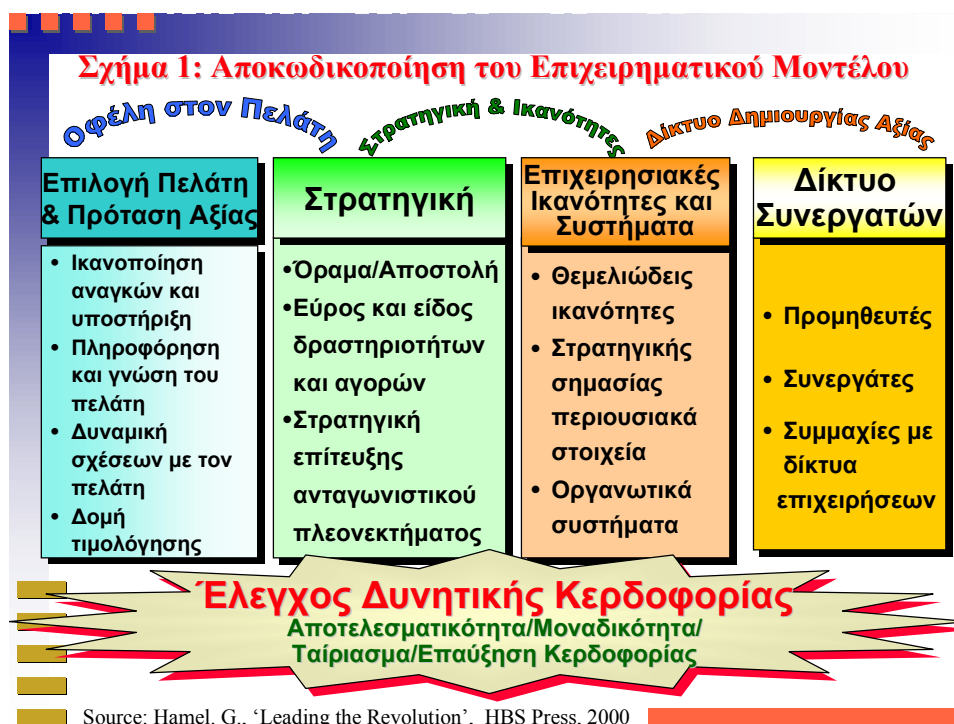 Σχήμα 1: Αποκωδικοποίηση του Επιχειρηματικού Μοντέλου
Οφέλη στον Πελάτη
Στρατηγική & Ικανότητες
Δίκτυο Δημιουργίας Αξίας
Επιλογή Πελάτη
& Πρόταση Αξίας
• Ικανοποίηση
αναγκών και
υποστήριξη
• Πληροφόρηση
και γνώση του
πελάτη
• Δυναμική
σχέσεων με τον
πελάτη
• Δομή
τιμολόγησης
Στρατηγική
•Όραμα/Αποστολή
•Εύρος και είδος
δραστηριοτήτων
και αγορών
•Στρατηγική
επίτευξης
ανταγωνιστικού
πλεονεκτήματος
Επιχειρησιακές
Ικανότητες και
Συστήματα
• Θεμελιώδεις
ικανότητες
• Στρατηγικής
σημασίας
περιουσιακά
στοιχεία
• Οργανωτικά
συστήματα
Δίκτυο
Συνεργατών
• Προμηθευτές
• Συνεργάτες
• Συμμαχίες με
δίκτυα
επιχειρήσεων
Έλεγχος Δυνητικής Κερδοφορίας
Αποτελεσματικότητα/Μοναδικότητα/
Ταίριασμα/Επαύξηση Κερδοφορίας
Source: Hamel, G., ‘Leading the Revolution’, HBS Press, 2000